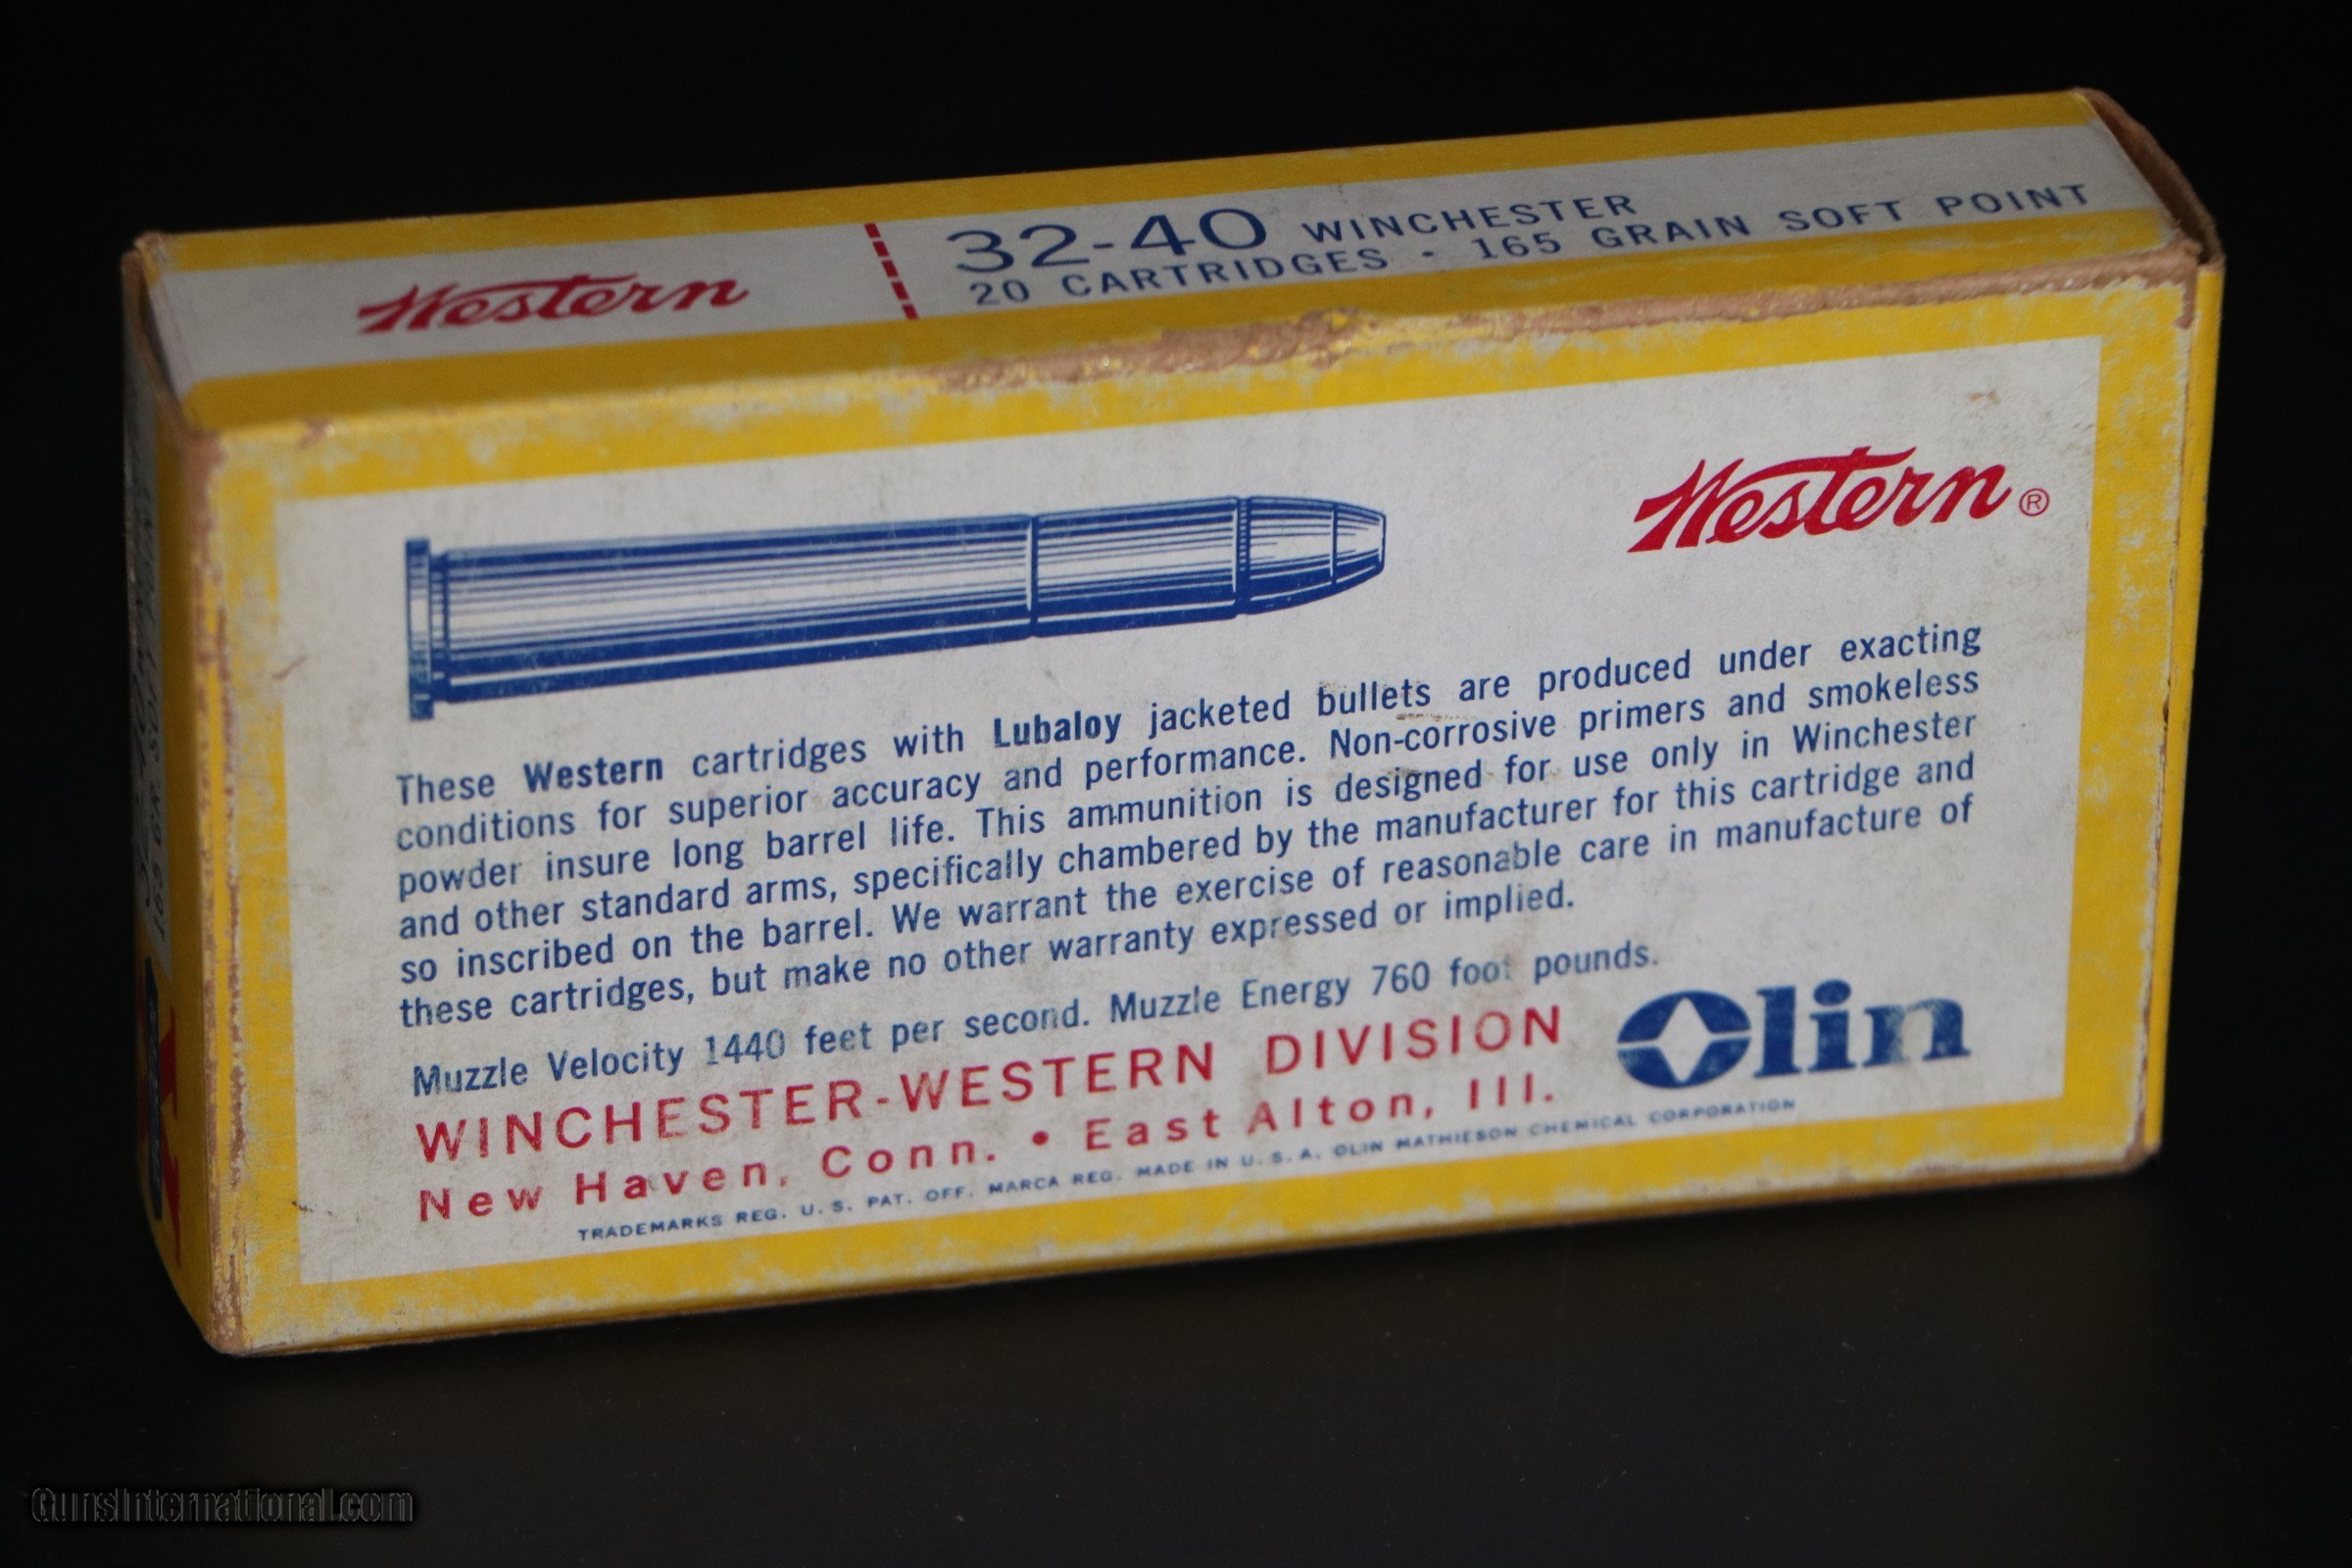 Western
32-40 WINCHESTER
20 CARTRIDGES · 165 GRAIN SOFT POINT
Western®
These Western cartridges with Lubaloy jacketed bullets are produced under exacting
conditions for superior accuracy and performance. Non-corrosive primers and smokeless
powder insure long barrel life. This ammunition is designed for use only in Winchester
and other standard arms, specifically chambered by the manufacturer for this cartridge and
so inscribed on the barrel. We warrant the exercise of reasonable care in manufacture of
these cartridges, but make no other warranty expressed or implied.
Muzzle Velocity 1440 feet per second. Muzzle Energy 760 foot pounds.
WINCHESTER-WESTERN DIVISION
New Haven, Conn. • East Alton, Ill.
Olin
TRADEMARKS REG. U. S. PAT. OFF. MARCA REG. MADE IN U. S. A. OLIN MATHIESON CHEMICAL CORPORATION
GunsInternational.com